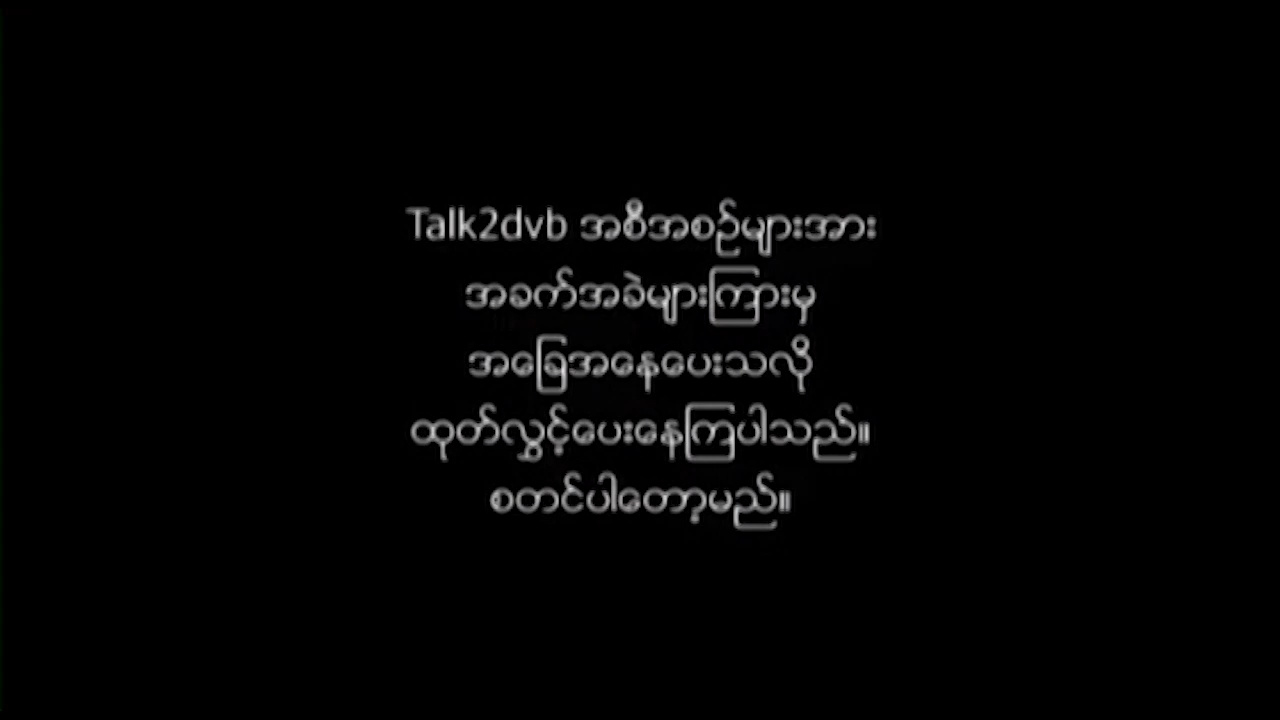 Talk2dvb အစီအစဉ်များအား
အခက်အခဲများကြားမှ
အခြေအနေပေးသလို
ထုတ်လွှင့်ပေးနေကြပါသည်။
စတင်ပါတော့မည်။